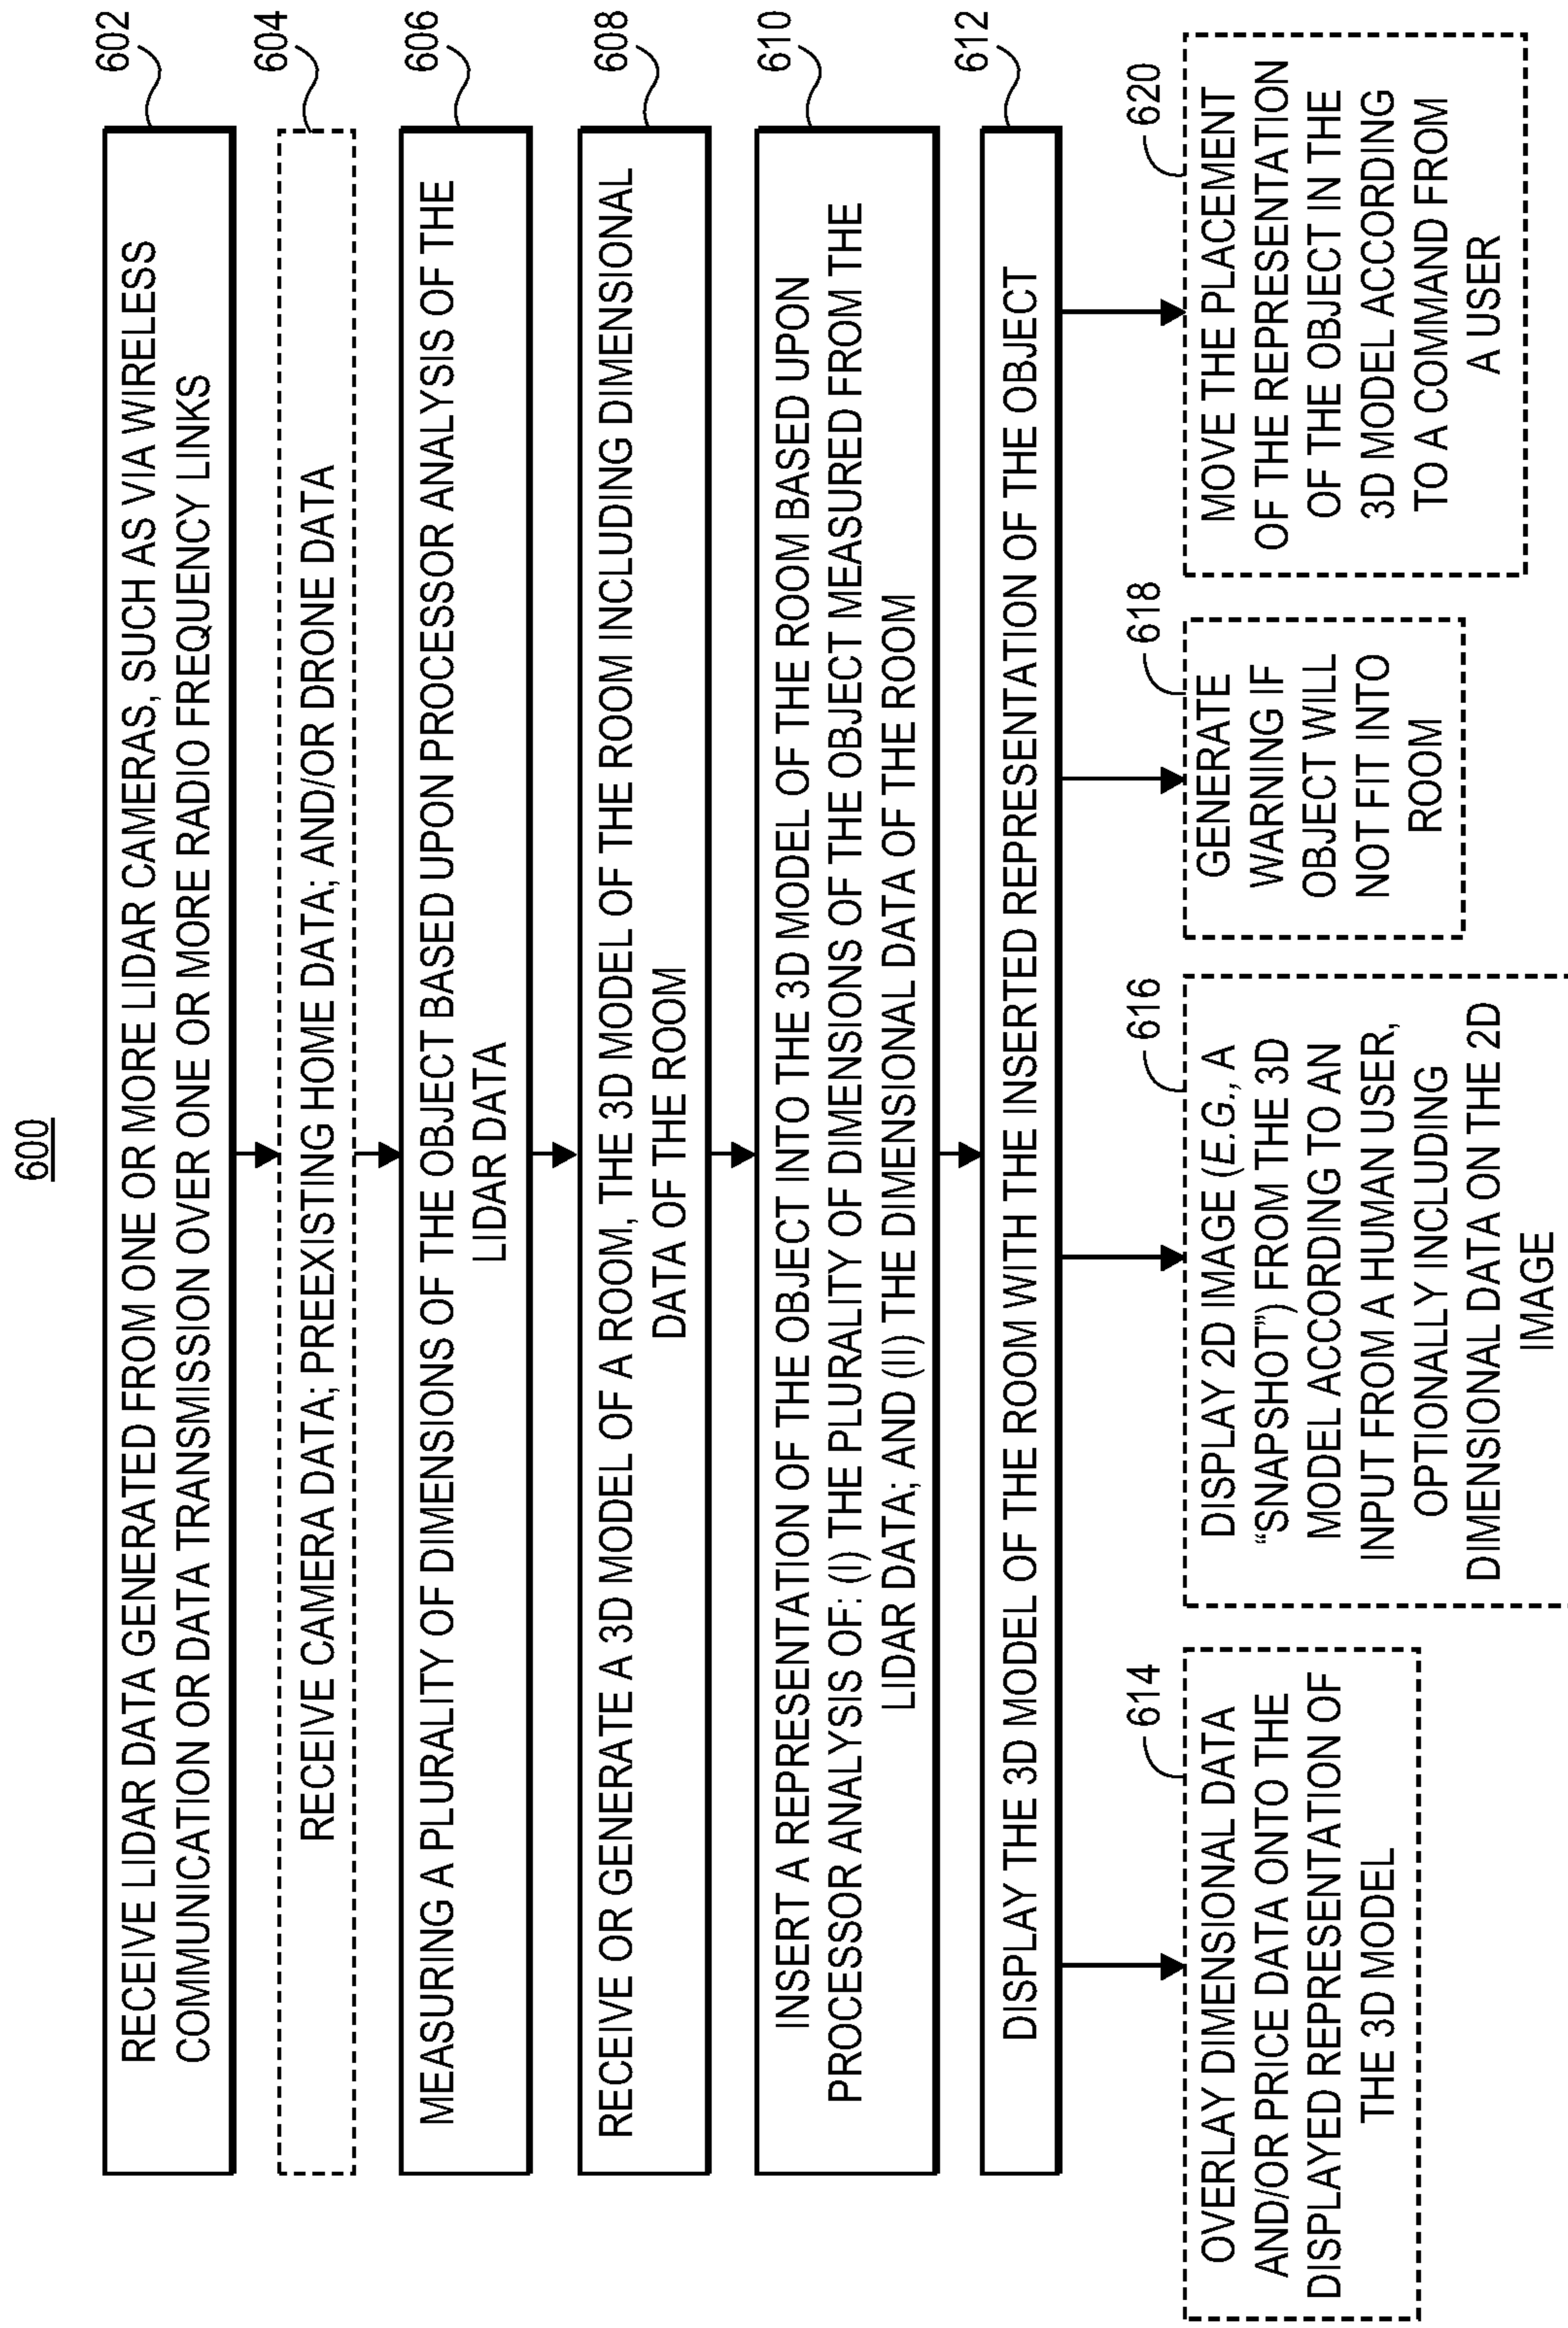 600
602
RECEIVE LIDAR DATA GENERATED FROM ONE OR MORE LIDAR CAMERAS, SUCH AS VIA WIRELESS
COMMUNICATION OR DATA TRANSMISSION OVER ONE OR MORE RADIO FREQUENCY LINKS
604
RECEIVE CAMERA DATA; PREEXISTING HOME DATA; AND/OR DRONE DATA
606
MEASURING A PLURALITY OF DIMENSIONS OF THE OBJECT BASED UPON PROCESSOR ANALYSIS OF THE
LIDAR DATA
608
RECEIVE OR GENERATE A 3D MODEL OF A ROOM, THE 3D MODEL OF THE ROOM INCLUDING DIMENSIONAL
DATA OF THE ROOM
610
INSERT A REPRESENTATION OF THE OBJECT INTO THE 3D MODEL OF THE ROOM BASED UPON
PROCESSOR ANALYSIS OF: (I) THE PLURALITY OF DIMENSIONS OF THE OBJECT MEASURED FROM THE
LIDAR DATA; AND (II) THE DIMENSIONAL DATA OF THE ROOM
612
DISPLAY THE 3D MODEL OF THE ROOM WITH THE INSERTED REPRESENTATION OF THE OBJECT
614
OVERLAY DIMENSIONAL DATA
AND/OR PRICE DATA ONTO THE
DISPLAYED REPRESENTATION OF
THE 3D MODEL
616
DISPLAY 2D IMAGE (E.G., A
“SNAPSHOT”) FROM THE 3D
MODEL ACCORDING TO AN
INPUT FROM A HUMAN USER,
OPTIONALLY INCLUDING
DIMENSIONAL DATA ON THE 2D
IMAGE
618
GENERATE
WARNING IF
OBJECT WILL
NOT FIT INTO
ROOM
620
MOVE THE PLACEMENT
OF THE REPRESENTATION
OF THE OBJECT IN THE
3D MODEL ACCORDING
TO A COMMAND FROM
A USER